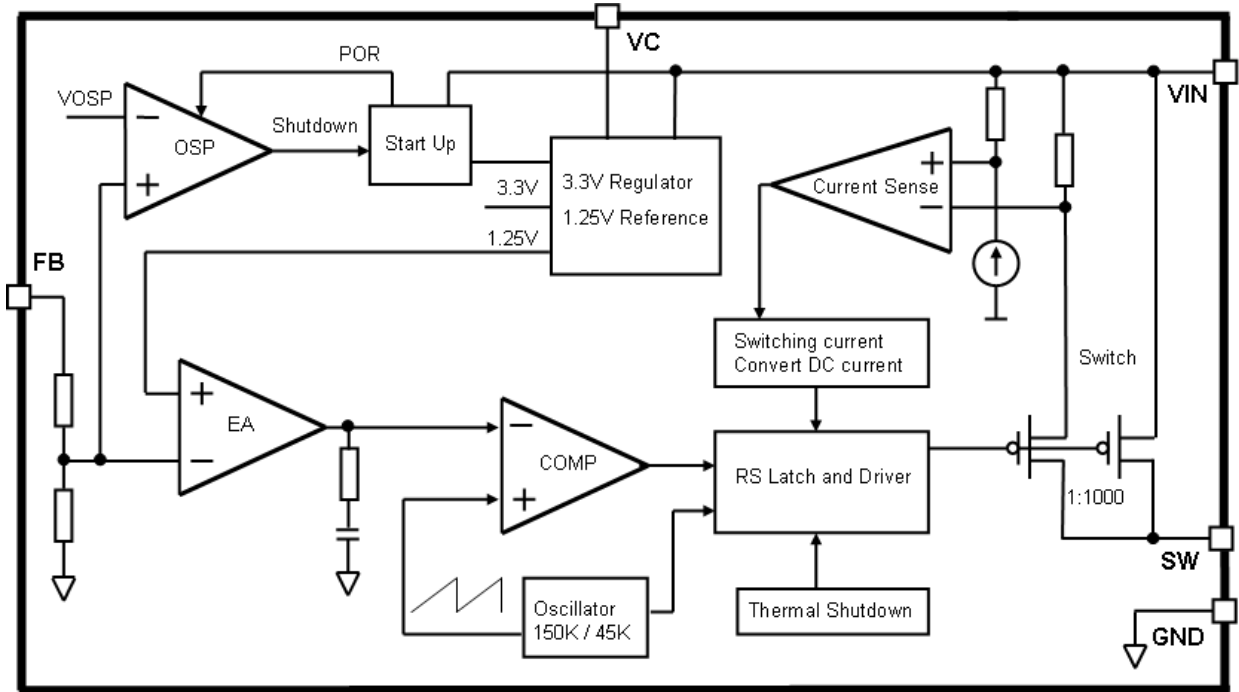 VC
POR
VIN
VOSP
−
OSP
+
Shutdown
Start Up
3.3V
1.25V
3.3V Regulator
1.25V Reference
+
Current Sense
−
FB
Switching current
Convert DC current
Switch
+
EA
−
−
COMP
+
RS Latch and Driver
1:1000
SW
Oscillator
150K / 45K
Thermal Shutdown
GND